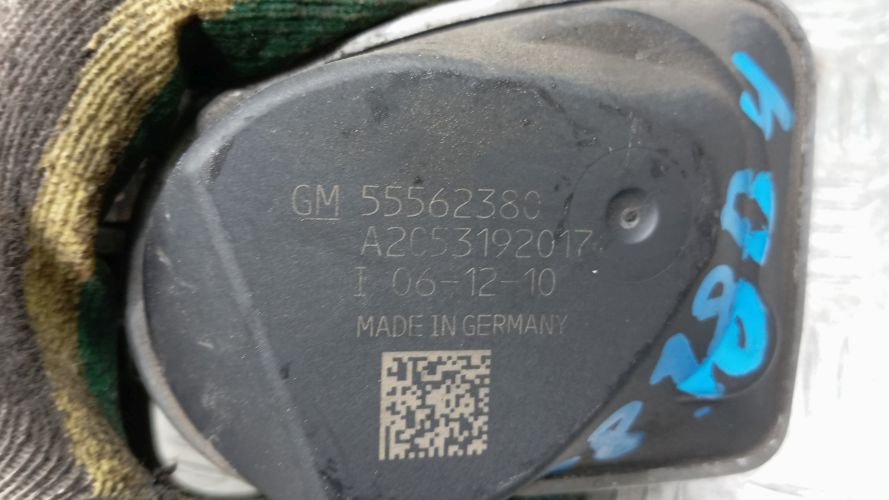 GM 55562380
A2C53192017
I 06-12-10
MADE IN GERMANY